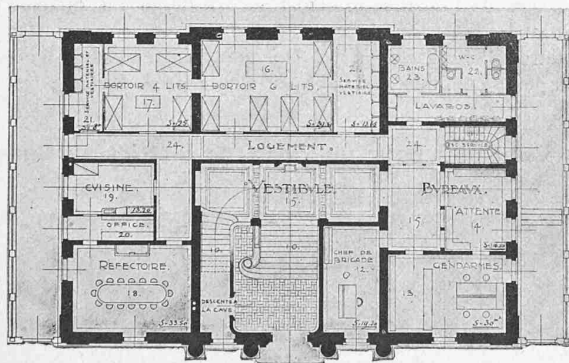 DORTOIR 4 LITS.
17.
21.
24.
DORTOIR 6 LITS
16.
BAINS
23.
W-C
22.
LAVABOS.
LOGEMENT.
24.
CUISINE.
19.
OFFICE.
20.
VESTIBULE.
15.
BUREAUX.
15
ATTENTE
14
REFECTOIRE.
18.
10.
10.
DESCENTE A
LA CAVE
CHEF DE
BRIGADE
12.
GENDARMES.
13.